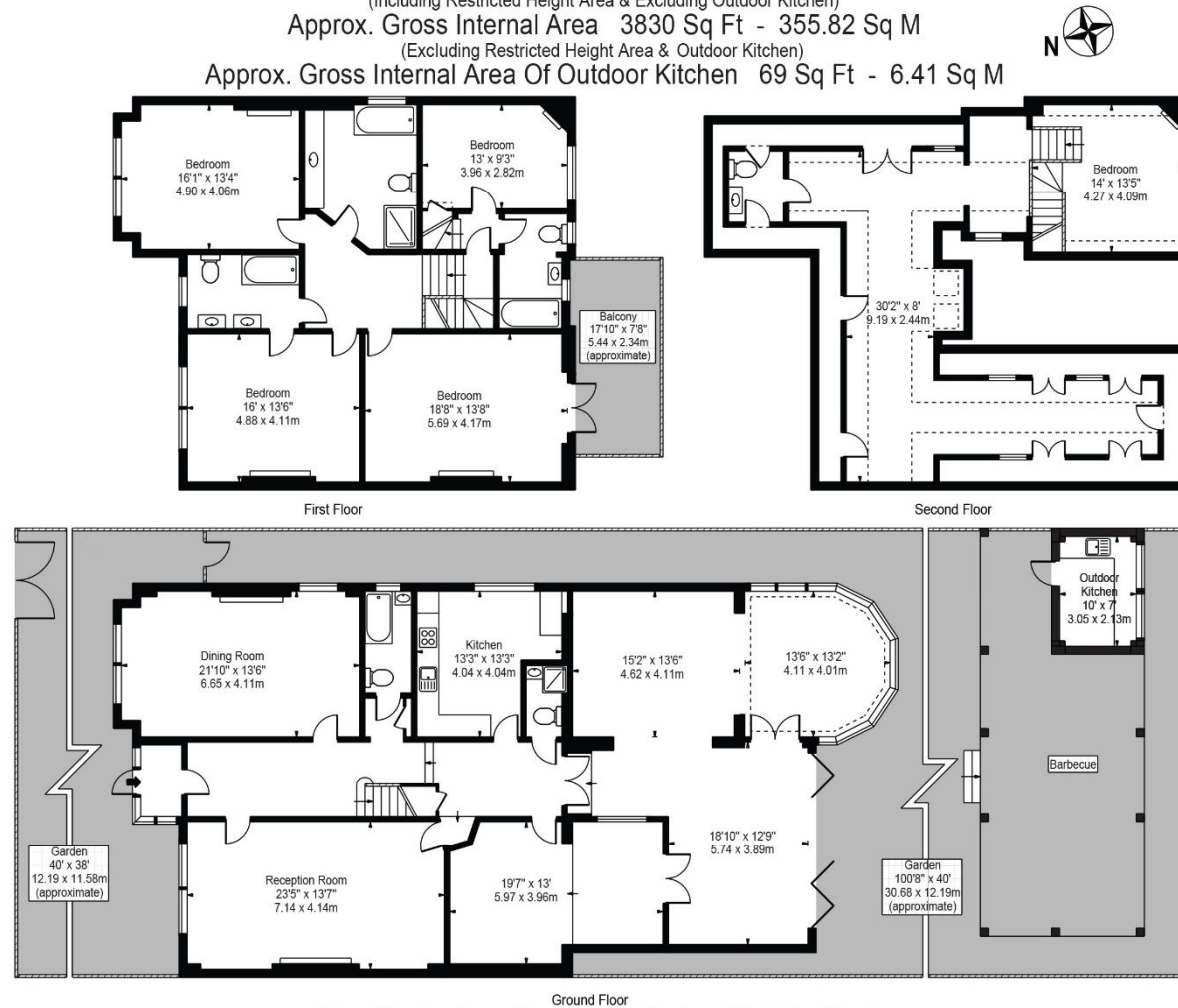 (Including Restricted Height Area & Excluding Outdoor Kitchen)
Approx. Gross Internal Area 3830 Sq Ft - 355.82 Sq M
(Excluding Restricted Height Area & Outdoor Kitchen)
Approx. Gross Internal Area Of Outdoor Kitchen 69 Sq Ft - 6.41 Sq M
N
Bedroom
16'1" x 13'4"
4.90 x 4.06m
Bedroom
13' x 9'3"
3.96 x 2.82m
Bedroom
16' x 13'6"
4.88 x 4.11m
Bedroom
18'8" x 13'8"
5.69 x 4.17m
Balcony
17'10" x 7'8"
5.44 x 2.34m
(approximate)
First Floor
Bedroom
14' x 13'5"
4.27 x 4.09m
30'2" x 8'
9.19 x 2.44m
Second Floor
Dining Room
21'10" x 13'6"
6.65 x 4.11m
Kitchen
13'3" x 13'3"
4.04 x 4.04m
15'2" x 13'6"
4.62 x 4.11m
13'6" x 13'2"
4.11 x 4.01m
Outdoor
Kitchen
10' x 7'
3.05 x 2.13m
Barbecue
Garden
40' x 38'
12.19 x 11.58m
(approximate)
Reception Room
23'5" x 13'7"
7.14 x 4.14m
19'7" x 13'
5.97 x 3.96m
18'10" x 12'9"
5.74 x 3.89m
Garden
100'8" x 40'
30.68 x 12.19m
(approximate)
Ground Floor